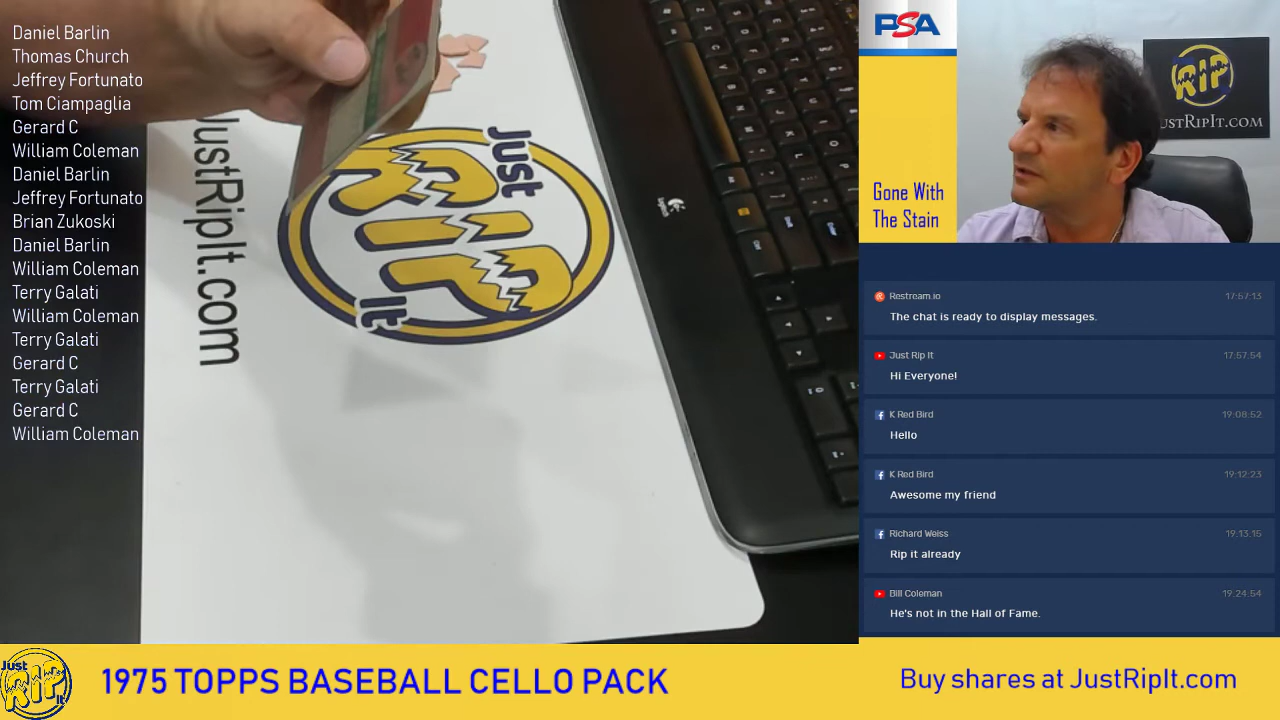 Daniel Barlin
Thomas Church
Jeffrey Fortunato
Tom Ciampaglia
Gerard C
William Coleman
Daniel Barlin
Jeffrey Fortunato
Brian Zukoski
Daniel Barlin
William Coleman
Terry Galati
William Coleman
Terry Galati
Gerard C
Terry Galati
Gerard C
William Coleman
JustRipIt.com
Just
RIP
It
Logitech
PSA
Gone With
The Stain
RIP
JUSTRIPIT.COM
Restream.io 17:57:13
The chat is ready to display messages.
Just Rip It 17:57:54
Hi Everyone!
K Red Bird 19:08:52
Hello
K Red Bird 19:12:23
Awesome my friend
Richard Weiss 19:13:15
Rip it already
Bill Coleman 19:24:54
He's not in the Hall of Fame.
Just
RIP
It
1975 TOPPS BASEBALL CELLO PACK
Buy shares at JustRipIt.com